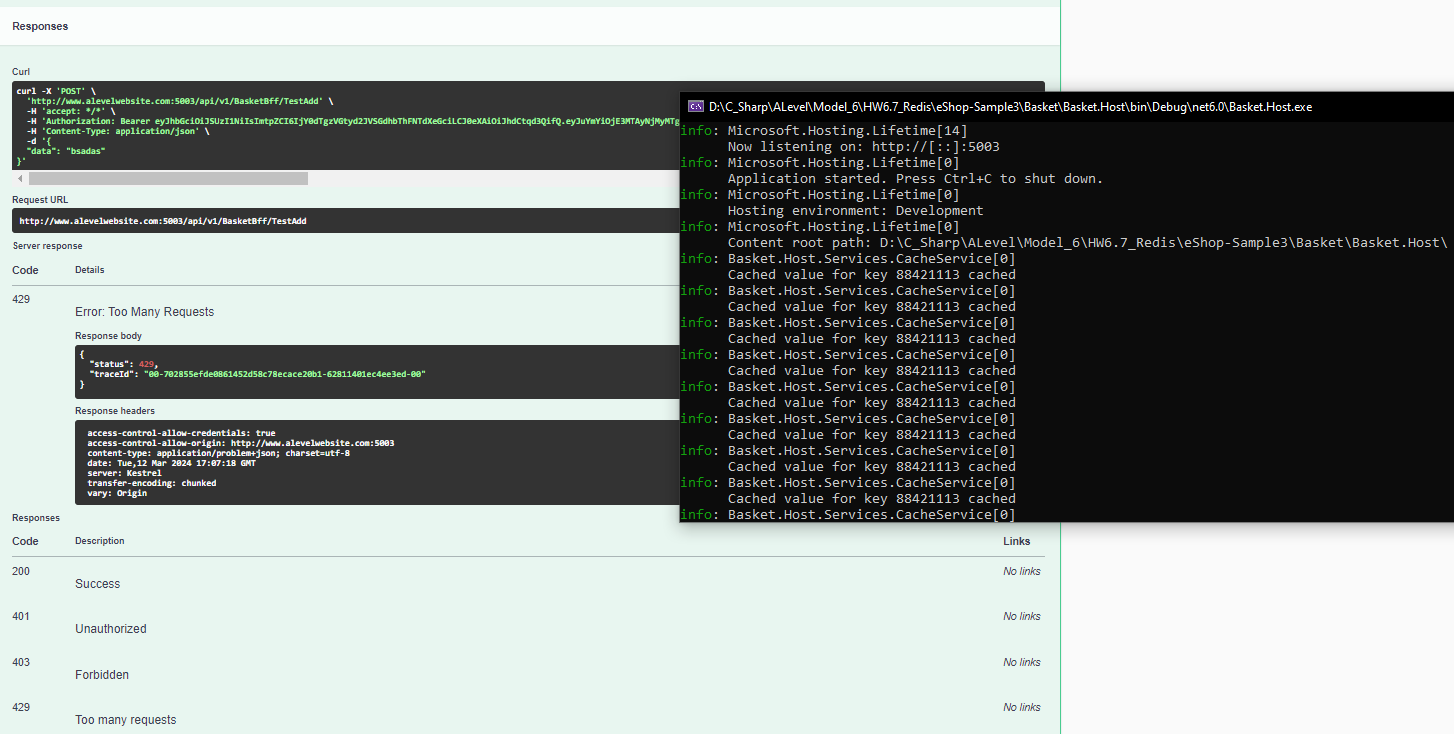 Responses
Curl
curl -X 'POST' \
'http://www.alevelwebsite.com:5003/api/v1/BasketBff/TestAdd' \
-H 'accept: */*' \
-H 'Authorization: Bearer
-H 'Content-Type: application/json' \
-d '{
"data": "bsadas"
}'
Request URL
http://www.alevelwebsite.com:5003/api/v1/BasketBff/TestAdd
Server response
Code Details
429
Error: Too Many Requests
Response body
{
"status": 429,
"traceId": "00-702855efde0861452d58c78ecace20b1-62811401ec4ee3ed-00"
}
Response headers
access-control-allow-credentials: true
access-control-allow-origin: http://www.alevelwebsite.com:5003
content-type: application/problem+json; charset=utf-8
date: Tue,12 Mar 2024 17:07:18 GMT
server: Kestrel
transfer-encoding: chunked
vary: Origin
Responses
Code Description Links
200 Success No links
401 Unauthorized No links
403 Forbidden No links
429 Too many requests No links
D:\C_Sharp\ALevel\Model_6\HW6.7_Redis\eShop-Sample3\Basket\Basket.Host\bin\Debug\net6.0\Basket.Host.exe
info: Microsoft.Hosting.Lifetime[14]
Now listening on: http://[::]:5003
info: Microsoft.Hosting.Lifetime[0]
Application started. Press Ctrl+C to shut down.
info: Microsoft.Hosting.Lifetime[0]
Hosting environment: Development
info: Microsoft.Hosting.Lifetime[0]
Content root path: D:\C_Sharp\ALevel\Model_6\HW6.7_Redis\eShop-Sample3\Basket\Basket.Host\
info: Basket.Host.Services.CacheService[0]
Cached value for key 88421113 cached
info: Basket.Host.Services.CacheService[0]
Cached value for key 88421113 cached
info: Basket.Host.Services.CacheService[0]
Cached value for key 88421113 cached
info: Basket.Host.Services.CacheService[0]
Cached value for key 88421113 cached
info: Basket.Host.Services.CacheService[0]
Cached value for key 88421113 cached
info: Basket.Host.Services.CacheService[0]
Cached value for key 88421113 cached
info: Basket.Host.Services.CacheService[0]
Cached value for key 88421113 cached
info: Basket.Host.Services.CacheService[0]
Cached value for key 88421113 cached
info: Basket.Host.Services.CacheService[0]